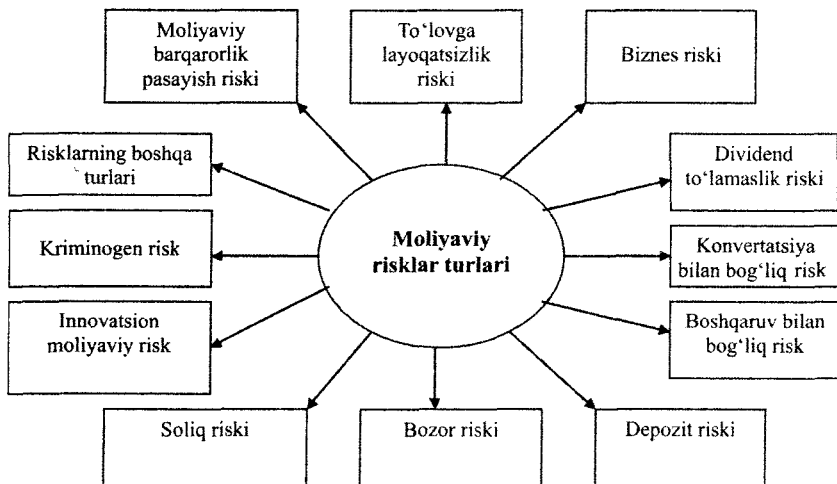 Moliyaviy
barqarorlik
pasayish riski
To‘lovga
layoqatsizlik
riski
Biznes riski
Risklarning boshqa
turlari
Dividend
to‘lamaslik riski
Kriminogen risk
Moliyaviy
risklar turlari
Konvertatsiya
bilan bog‘liq risk
Innovatsion
moliyaviy risk
Boshqaruv bilan
bog‘liq risk
Soliq riski
Bozor riski
Depozit riski